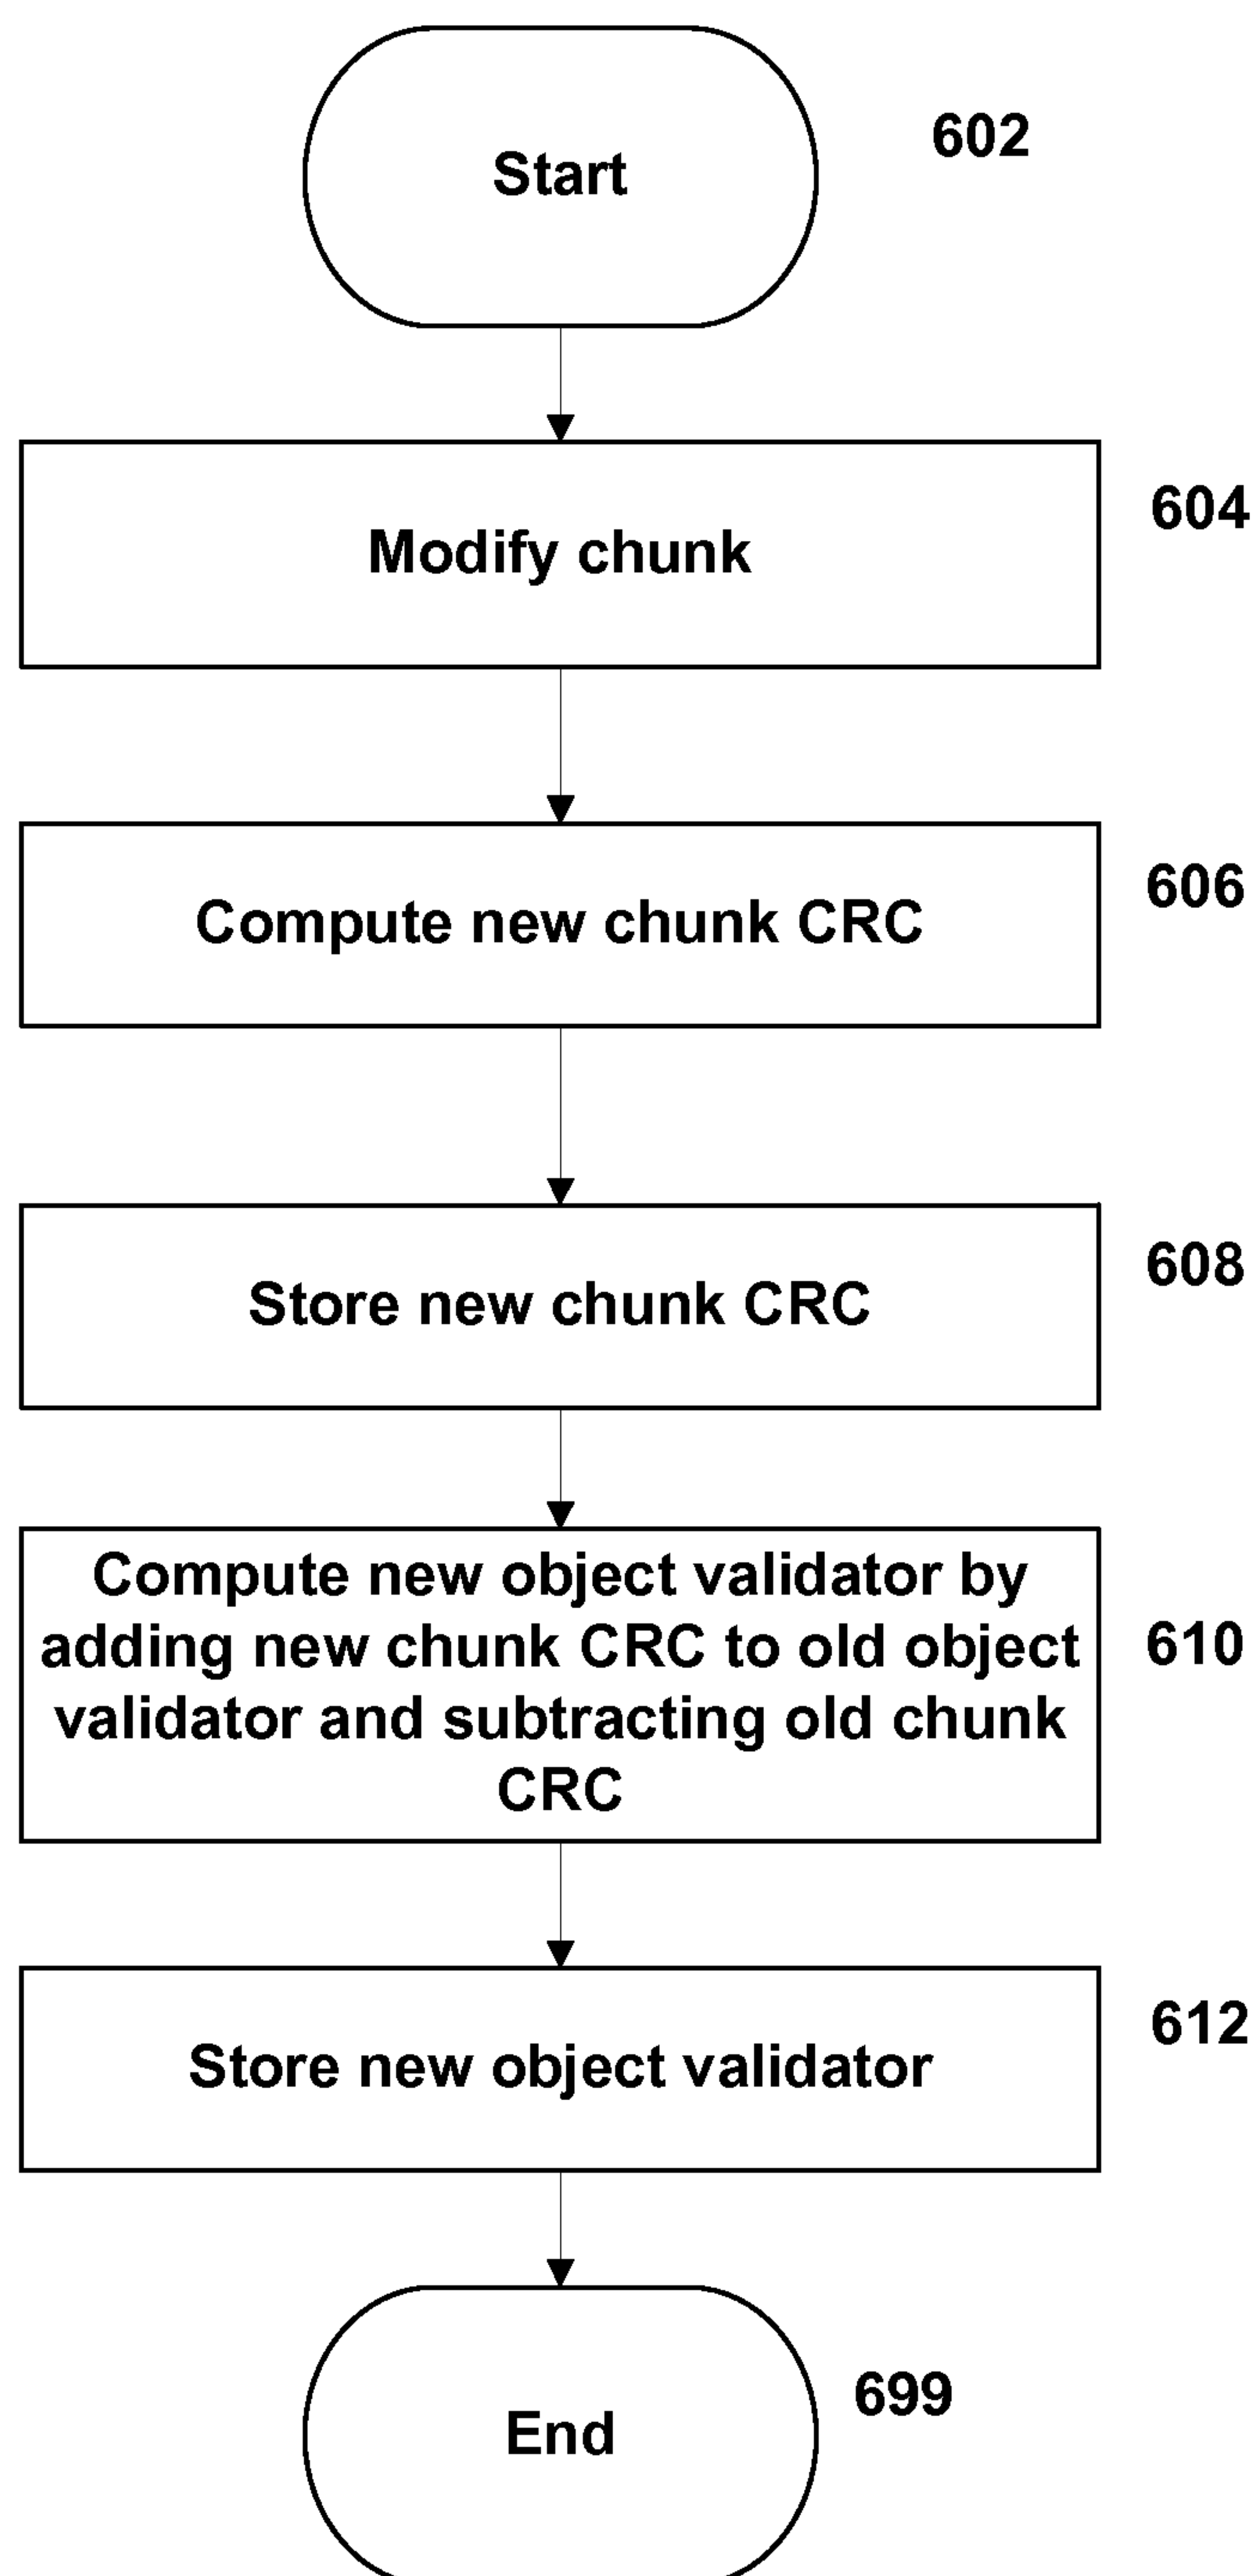 Start
602
Modify chunk
604
Compute new chunk CRC
606
Store new chunk CRC
608
Compute new object validator by
adding new chunk CRC to old object
validator and subtracting old chunk
CRC
610
Store new object validator
612
End
699